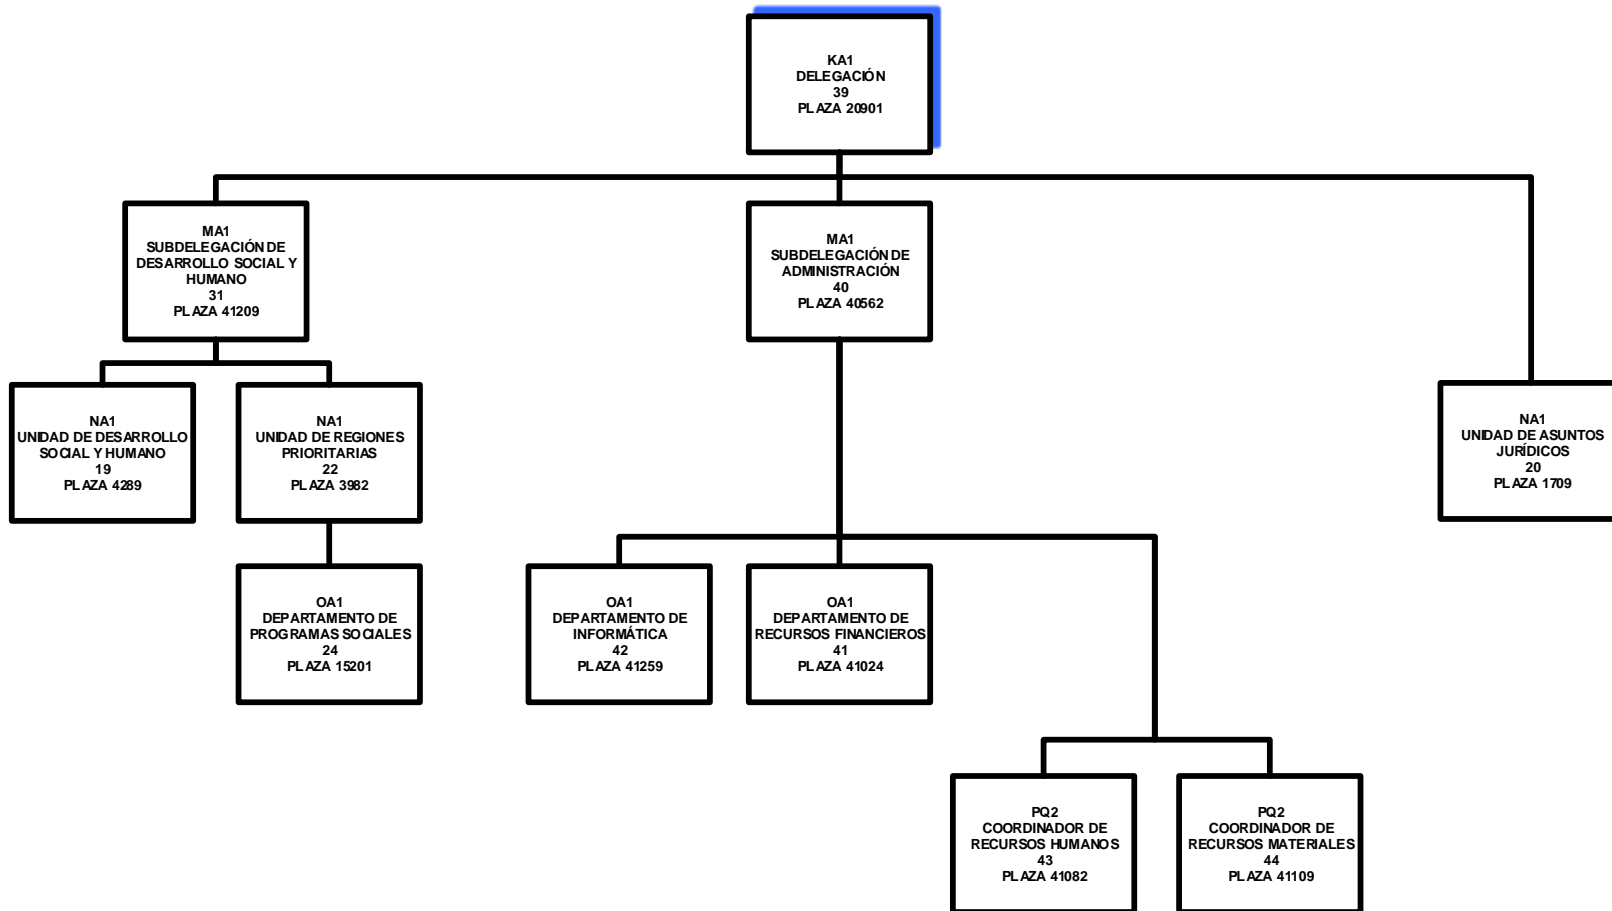 KA1
DELEGACIÓN
39
PLAZA 20901
MA1
SUBDELEGACIÓN DE
DESARROLLO SOCIAL Y
HUMANO
31
PLAZA 41209
MA1
SUBDELEGACIÓN DE
ADMINISTRACIÓN
40
PLAZA 40562
NA1
UNIDAD DE DESARROLLO
SOCIAL Y HUMANO
19
PLAZA 4289
NA1
UNIDAD DE REGIONES
PRIORITARIAS
22
PLAZA 3982
NA1
UNIDAD DE ASUNTOS
JURÍDICOS
20
PLAZA 1709
OA1
DEPARTAMENTO DE
PROGRAMAS SOCIALES
24
PLAZA 15201
OA1
DEPARTAMENTO DE
INFORMÁTICA
42
PLAZA 41259
OA1
DEPARTAMENTO DE
RECURSOS FINANCIEROS
41
PLAZA 41024
PQ2
COORDINADOR DE
RECURSOS HUMANOS
43
PLAZA 41082
PQ2
COORDINADOR DE
RECURSOS MATERIALES
44
PLAZA 41109